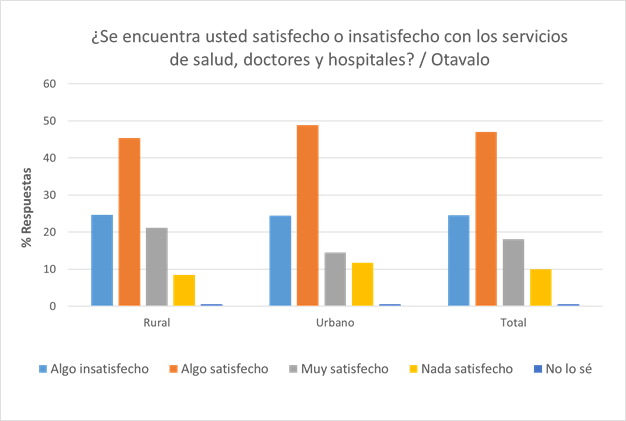 ¿Se encuentra usted satisfecho o insatisfecho con los servicios
de salud, doctores y hospitales? / Otavalo
60
50
40
30
20
10
0
% Respuestas
Rural
Urbano
Total
Algo insatisfecho
Algo satisfecho
Muy satisfecho
Nada satisfecho
No lo sé